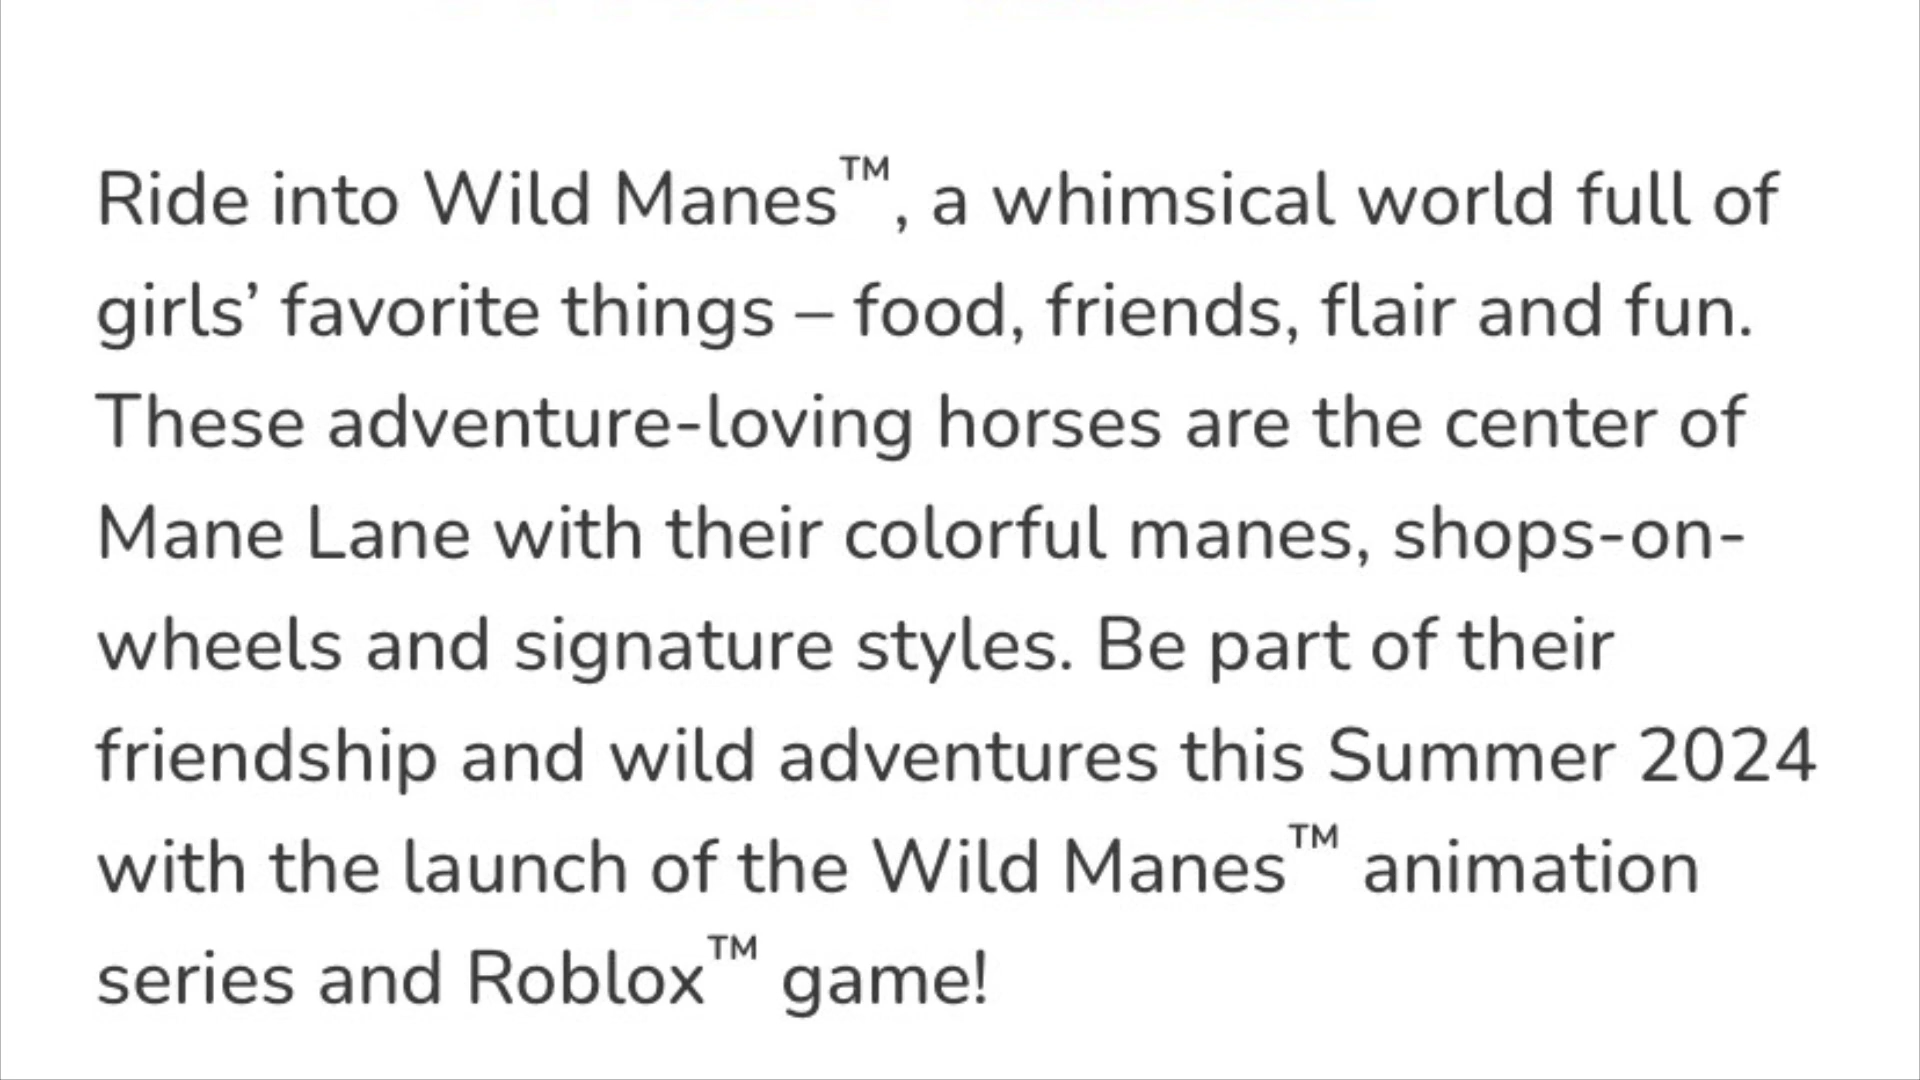 Ride into Wild Manes™, a whimsical world full of
girls’ favorite things – food, friends, flair and fun.
These adventure-loving horses are the center of
Mane Lane with their colorful manes, shops-on-
wheels and signature styles. Be part of their
friendship and wild adventures this Summer 2024
with the launch of the Wild Manes™ animation
series and Roblox™ game!